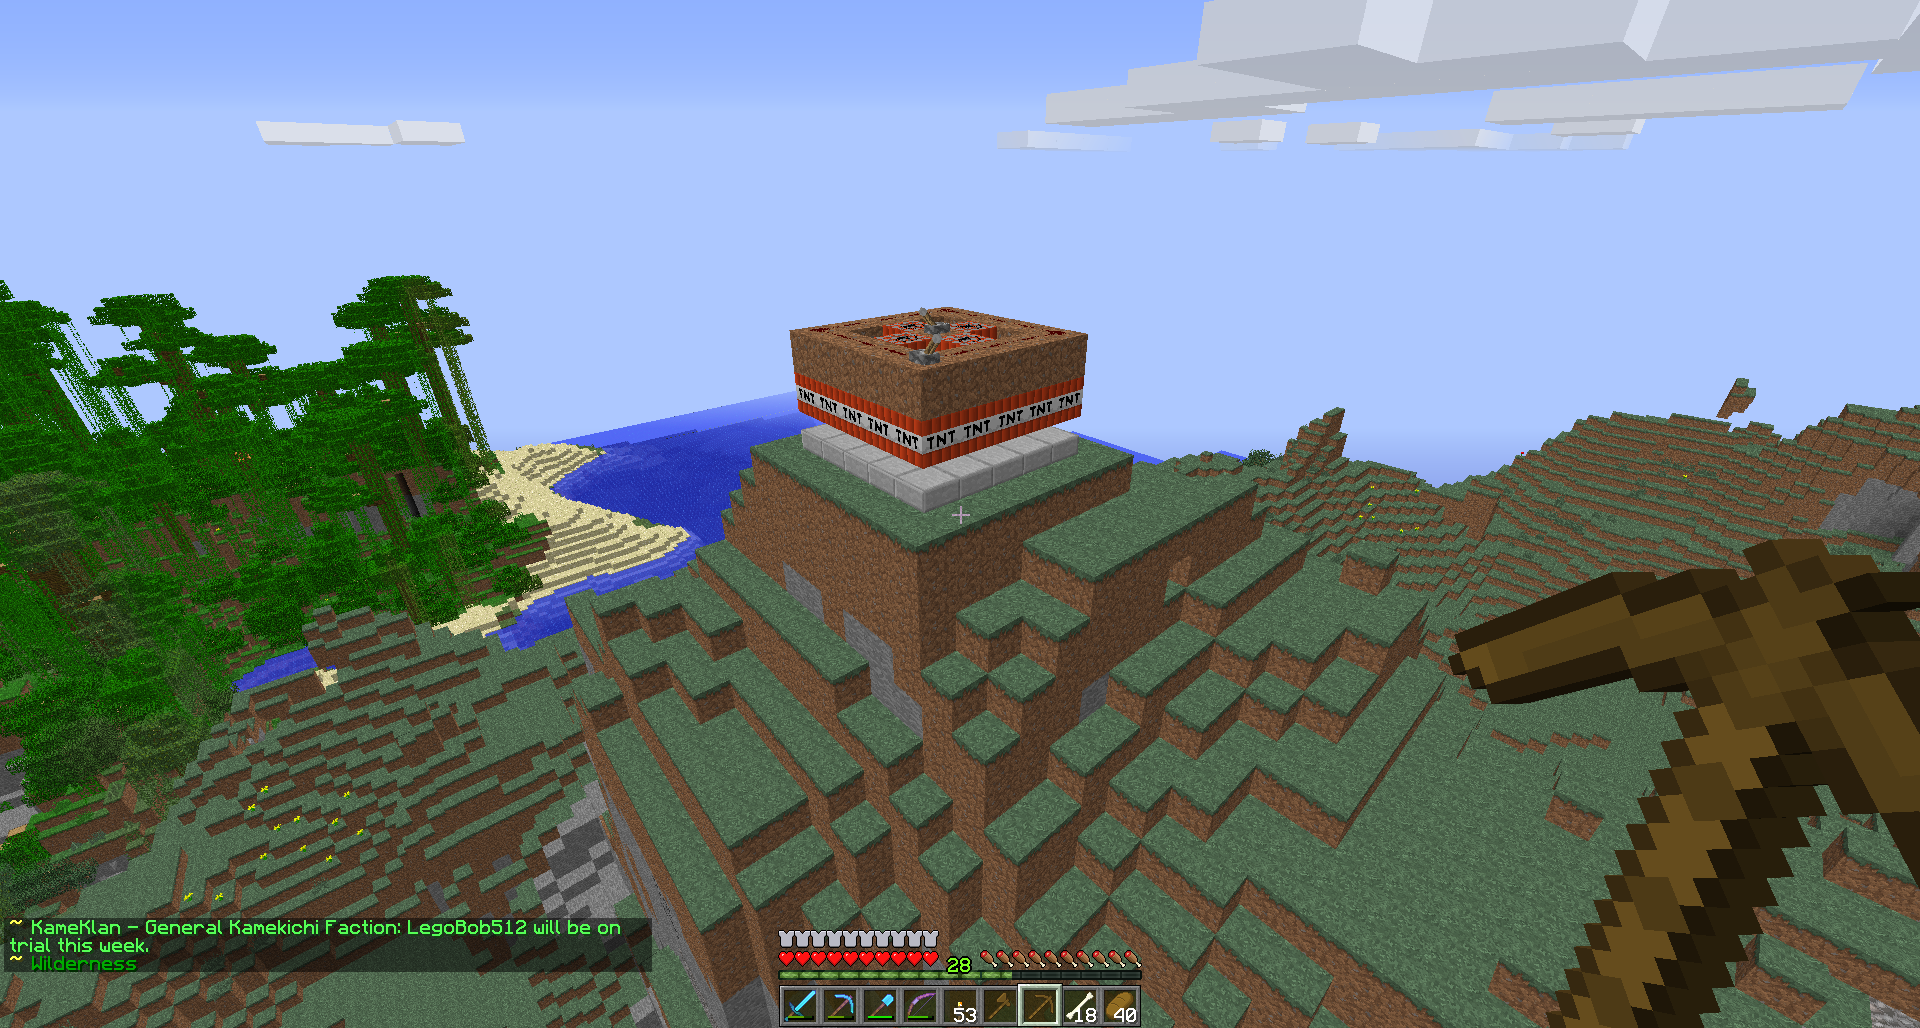 TNT TNT TNT TNT TNT TNT TNT TNT TNT TNT
~ KameKlan - General Kamekichi Faction: LegoBob512 will be on
trial this week.
~ Wilderness
28
53 18 40